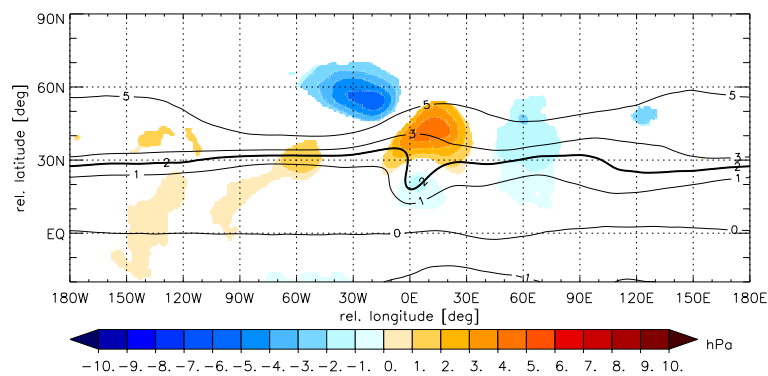 90N
60N
30N
EQ
rel. latitude [deg]
5
5
5
3
3
2
2
2
1
1
1
0
0
-1
180W 150W 120W 90W 60W 30W 0E 30E 60E 90E 120E 150E 180E
rel. longitude [deg]
-10. -9. -8. -7. -6. -5. -4. -3. -2. -1. 0. 1. 2. 3. 4. 5. 6. 7. 8. 9. 10.
hPa